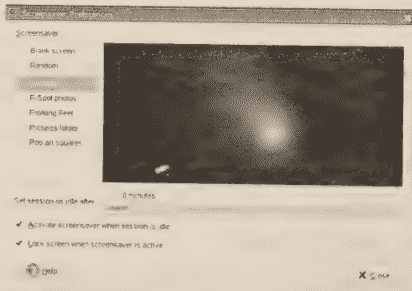 Screensaver Preferences
Screensaver
Blank screen
Random
F-Spot photos
Floating Feet
Pictures folder
Pop art squares
Set session as idle after
0 minutes
Activate screensaver when session is idle
Lock screen when screensaver is active
Help
Close